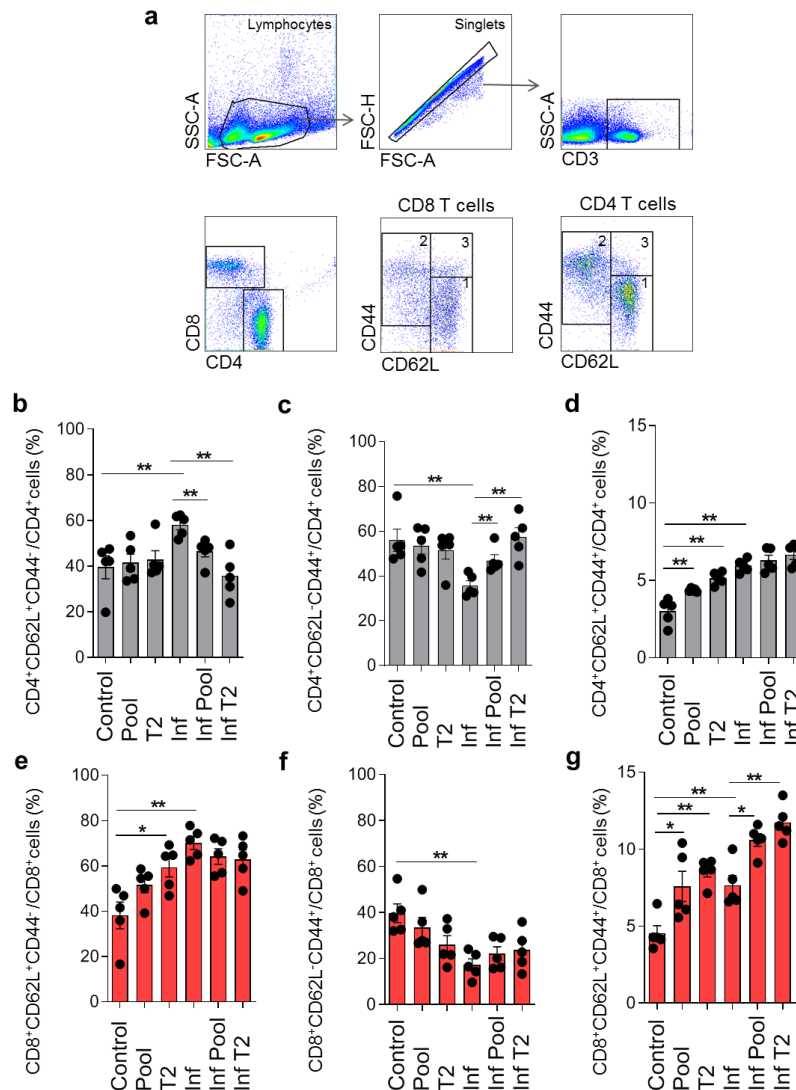 a
Lymphocytes
SSC-A
FSC-A
Singlets
FSC-H
FSC-A
SSC-A
CD3
CD8
CD4
CD8 T cells
2
3
1
CD44
CD62L
CD4 T cells
2
3
1
CD44
CD62L
b
CD4+CD62L+CD44-/CD4+cells (%)
100
80
60
40
20
0
**
**
**
Control
Pool
T2
Inf
Inf Pool
Inf T2
c
CD4+CD62L-CD44+/CD4+ cells (%)
100
80
60
40
20
0
**
**
**
Control
Pool
T2
Inf
Inf Pool
Inf T2
d
CD4+CD62L+CD44+/CD4+ cells (%)
15
10
5
0
**
**
**
Control
Pool
T2
Inf
Inf Pool
Inf T2
e
CD8+CD62L+CD44-/CD8+cells (%)
100
80
60
40
20
0
**
*
Control
Pool
T2
Inf
Inf Pool
Inf T2
f
CD8+CD62L-CD44+/CD8+ cells (%)
100
80
60
40
20
0
**
Control
Pool
T2
Inf
Inf Pool
Inf T2
g
CD8+CD62L+CD44+/CD8+ cells (%)
15
10
5
0
**
**
**
*
*
Control
Pool
T2
Inf
Inf Pool
Inf T2